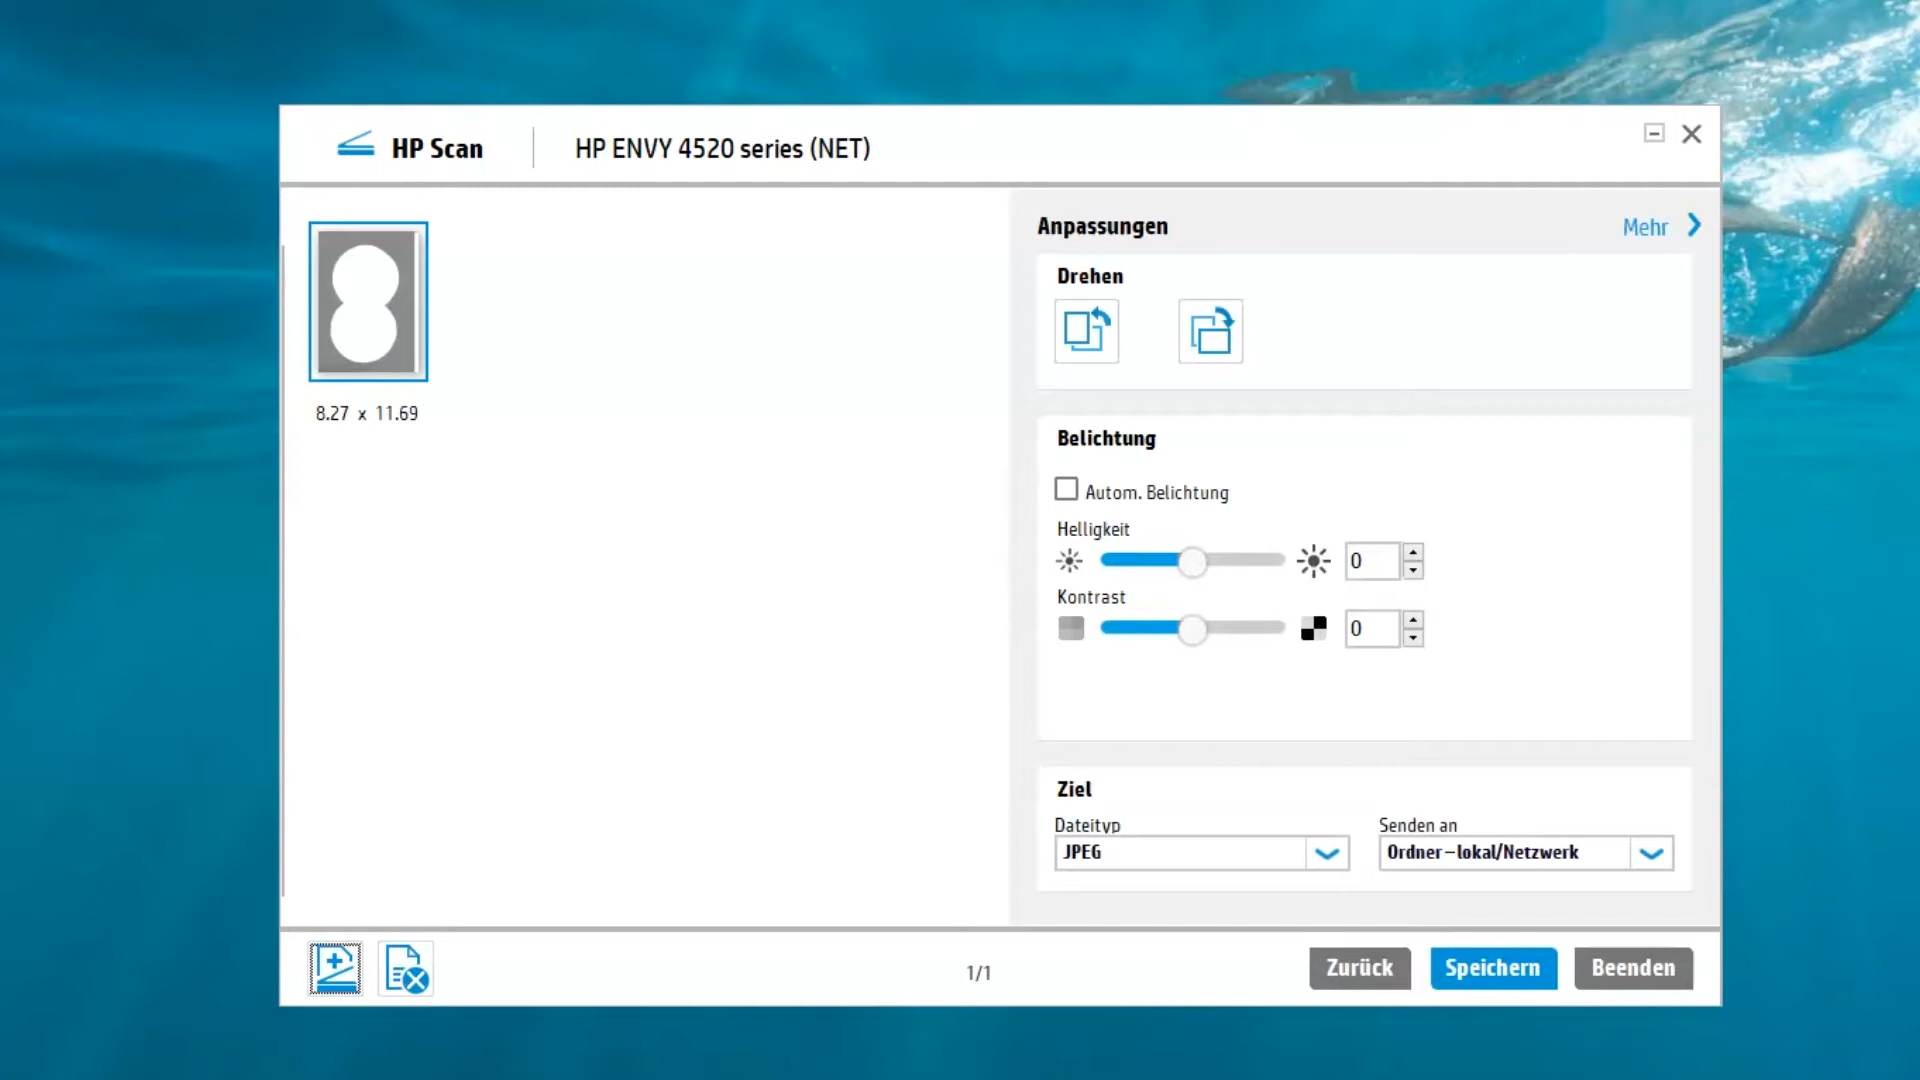 HP Scan
HP ENVY 4520 series (NET)
8.27 x 11.69
Anpassungen
Mehr
Drehen
Belichtung
Autom. Belichtung
Helligkeit
0
Kontrast
0
Ziel
Dateityp
Senden an
JPEG
Ordner–lokal/Netzwerk
1/1
Zurück
Speichern
Beenden